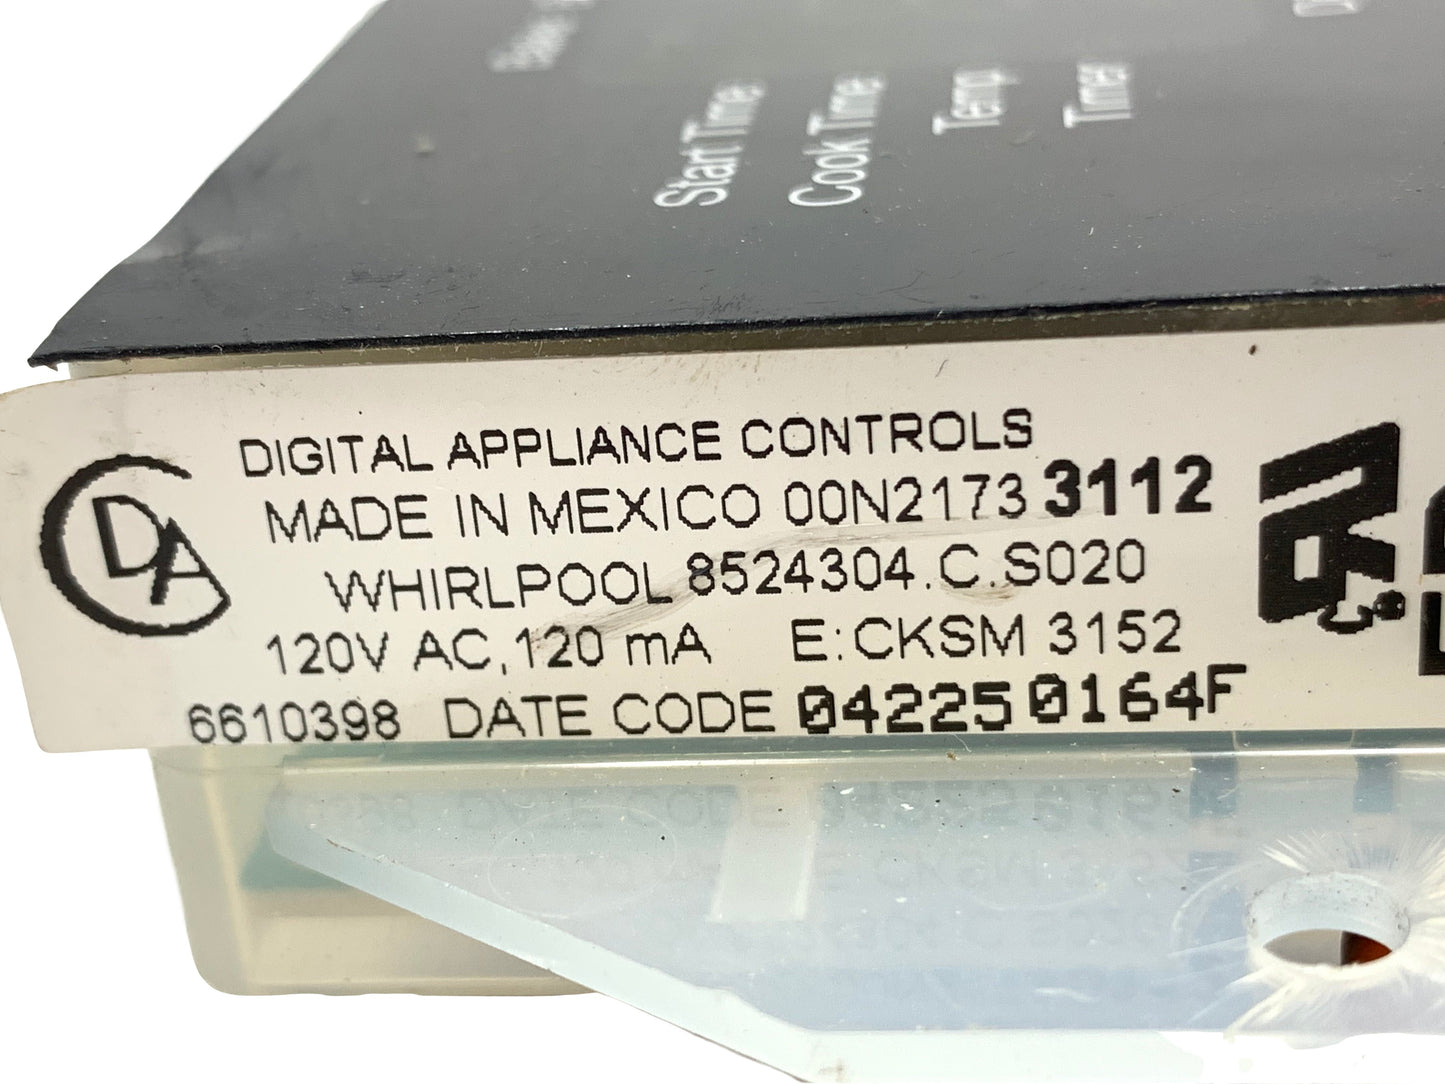 Start Time
Cook Time
Temp
Timer
DIGITAL APPLIANCE CONTROLS
MADE IN MEXICO 00N2173 3112
WHIRLPOOL 8524304.C.S020
120V AC, 120 mA E:CKSM 3152
6610398 DATE CODE 04225 0164F
DA